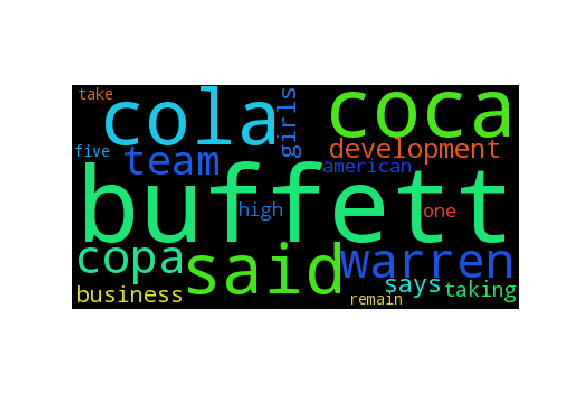 take
cola
girls
coca
five
team
development
american
buffett
high
one
copa
said
warren
business
says
taking
remain